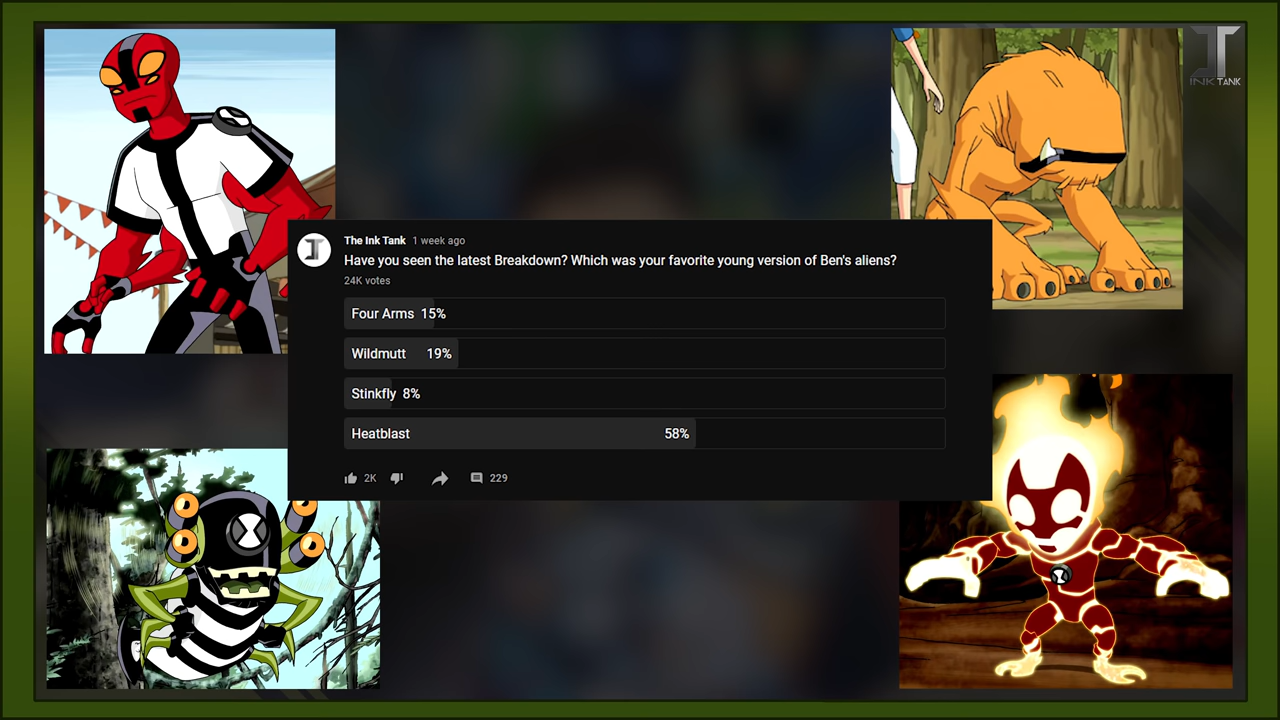 INK TANK
The Ink Tank 1 week ago
Have you seen the latest Breakdown? Which was your favorite young version of Ben's aliens?
24K votes
Four Arms 15%
Wildmutt 19%
Stinkfly 8%
Heatblast 58%
2K 229